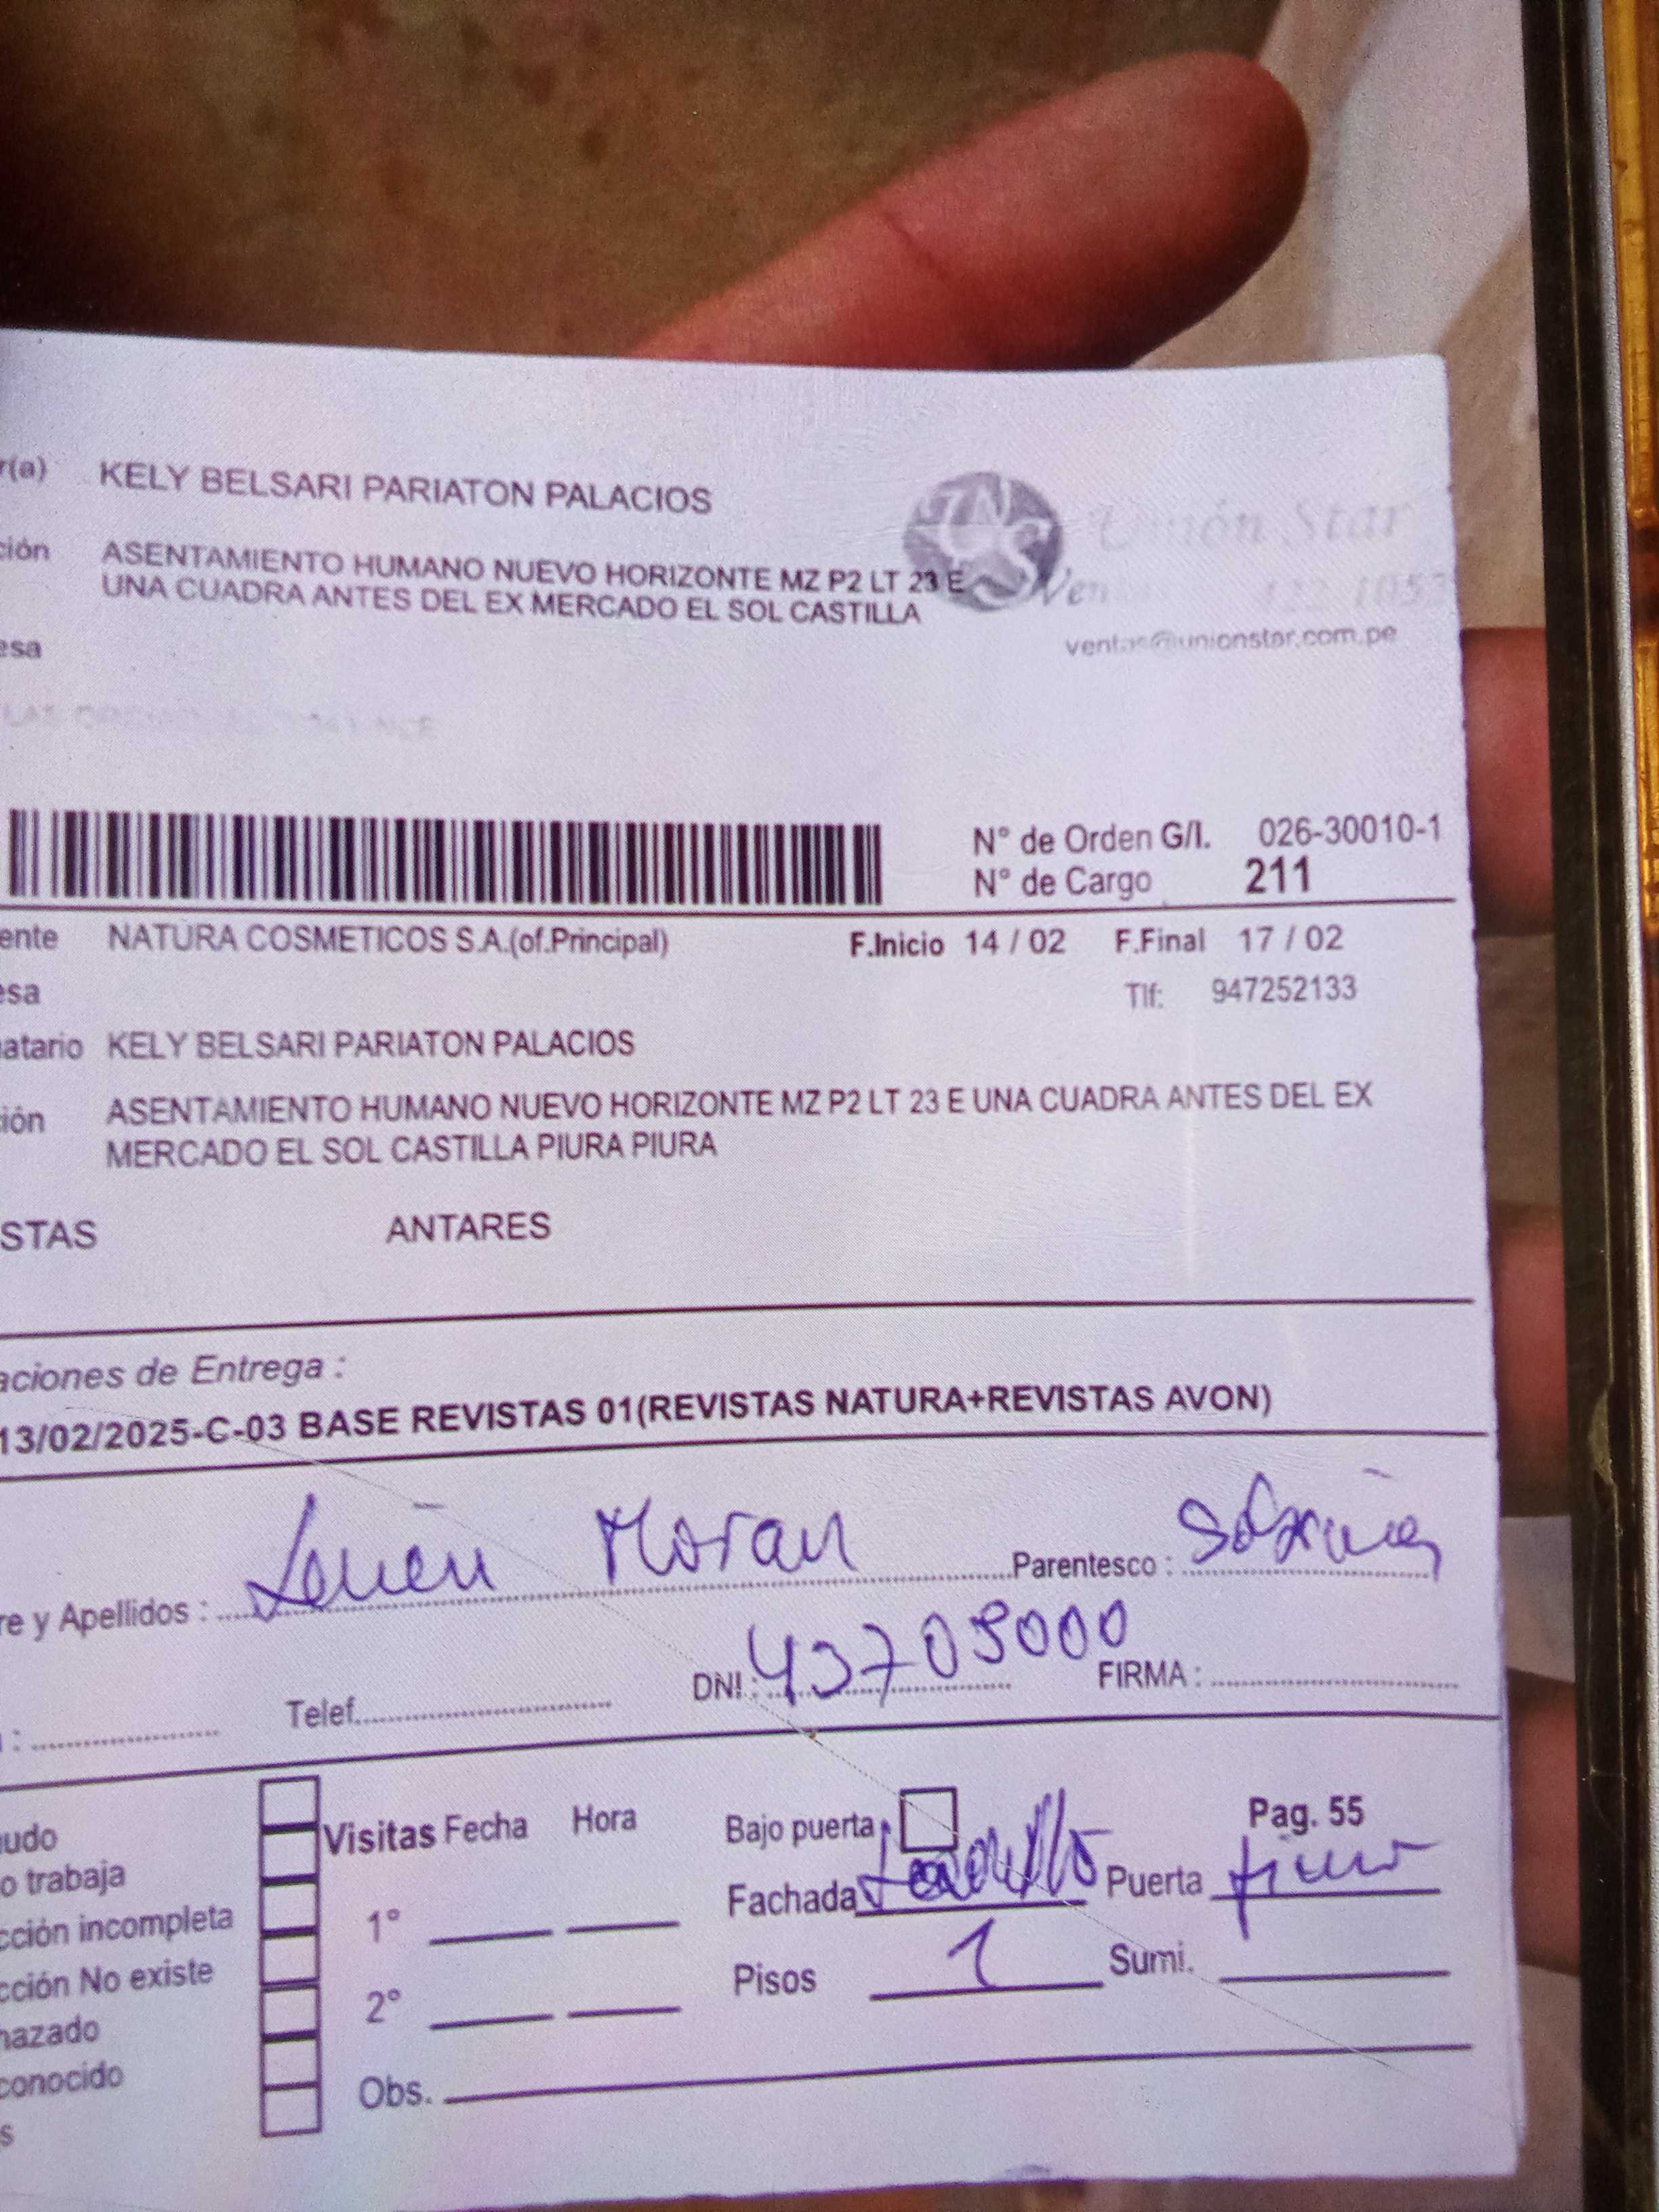 r(a) KELY BELSARI PARIATON PALACIOS
ción ASENTAMIENTO HUMANO NUEVO HORIZONTE MZ P2 LT 23 E
UNA CUADRA ANTES DEL EX MERCADO EL SOL CASTILLA
Unión Star
ventas@unionstar.com.pe
esa
N° de Orden G/I. 026-30010-1
N° de Cargo 211
ente NATURA COSMETICOS S.A.(of.Principal) F.Inicio 14 / 02 F.Final 17 / 02
esa Tlf: 947252133
natario KELY BELSARI PARIATON PALACIOS
ción ASENTAMIENTO HUMANO NUEVO HORIZONTE MZ P2 LT 23 E UNA CUADRA ANTES DEL EX
MERCADO EL SOL CASTILLA PIURA PIURA
STAS ANTARES
aciones de Entrega :
13/02/2025-C-03 BASE REVISTAS 01(REVISTAS NATURA+REVISTAS AVON)
re y Apellidos : Lenin Moran Parentesco :
: Telef. DNI : 43709000 FIRMA :
udo Visitas Fecha Hora Bajo puerta Pag. 55
o trabaja Fachada Ladrillo Puerta fierro
cción incompleta 1°
cción No existe Pisos 1 Sumi.
hazado 2°
conocido Obs.
s